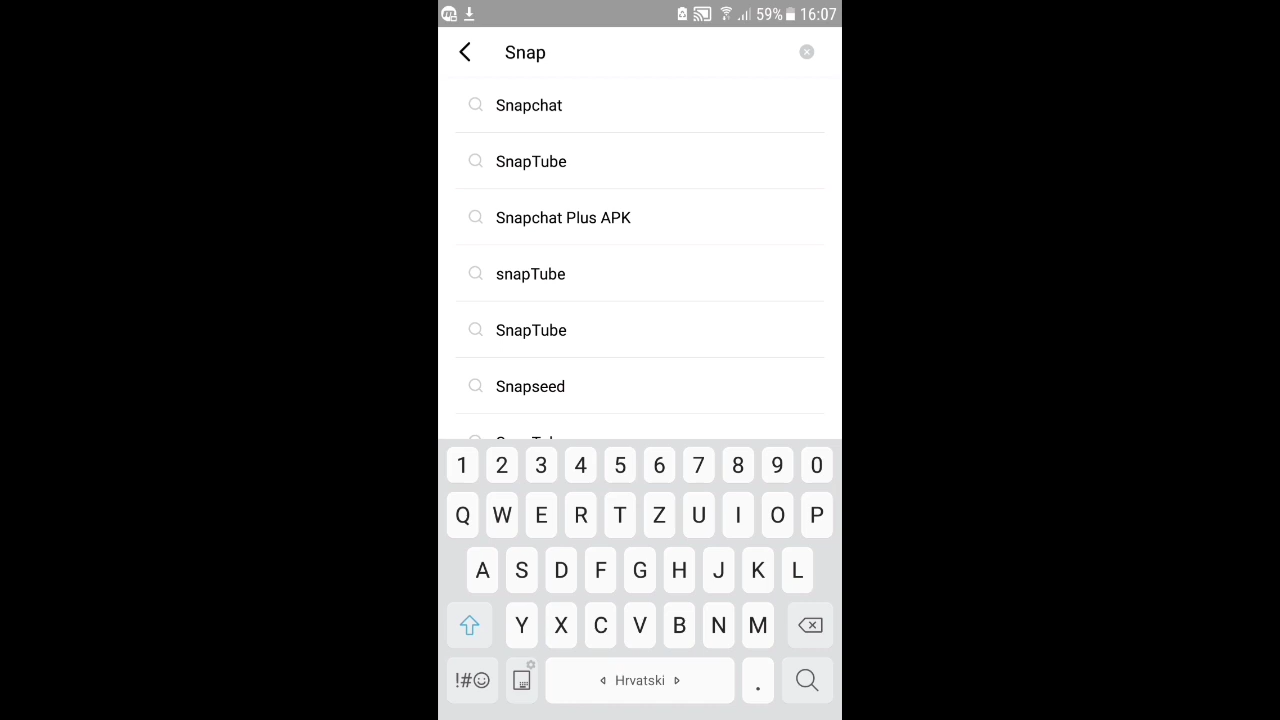 59% 16:07
Snap
Snapchat
SnapTube
Snapchat Plus APK
snapTube
SnapTube
Snapseed
1 2 3 4 5 6 7 8 9 0
Q W E R T Z U I O P
A S D F G H J K L
Y X C V B N M
!#☺ Hrvatski .